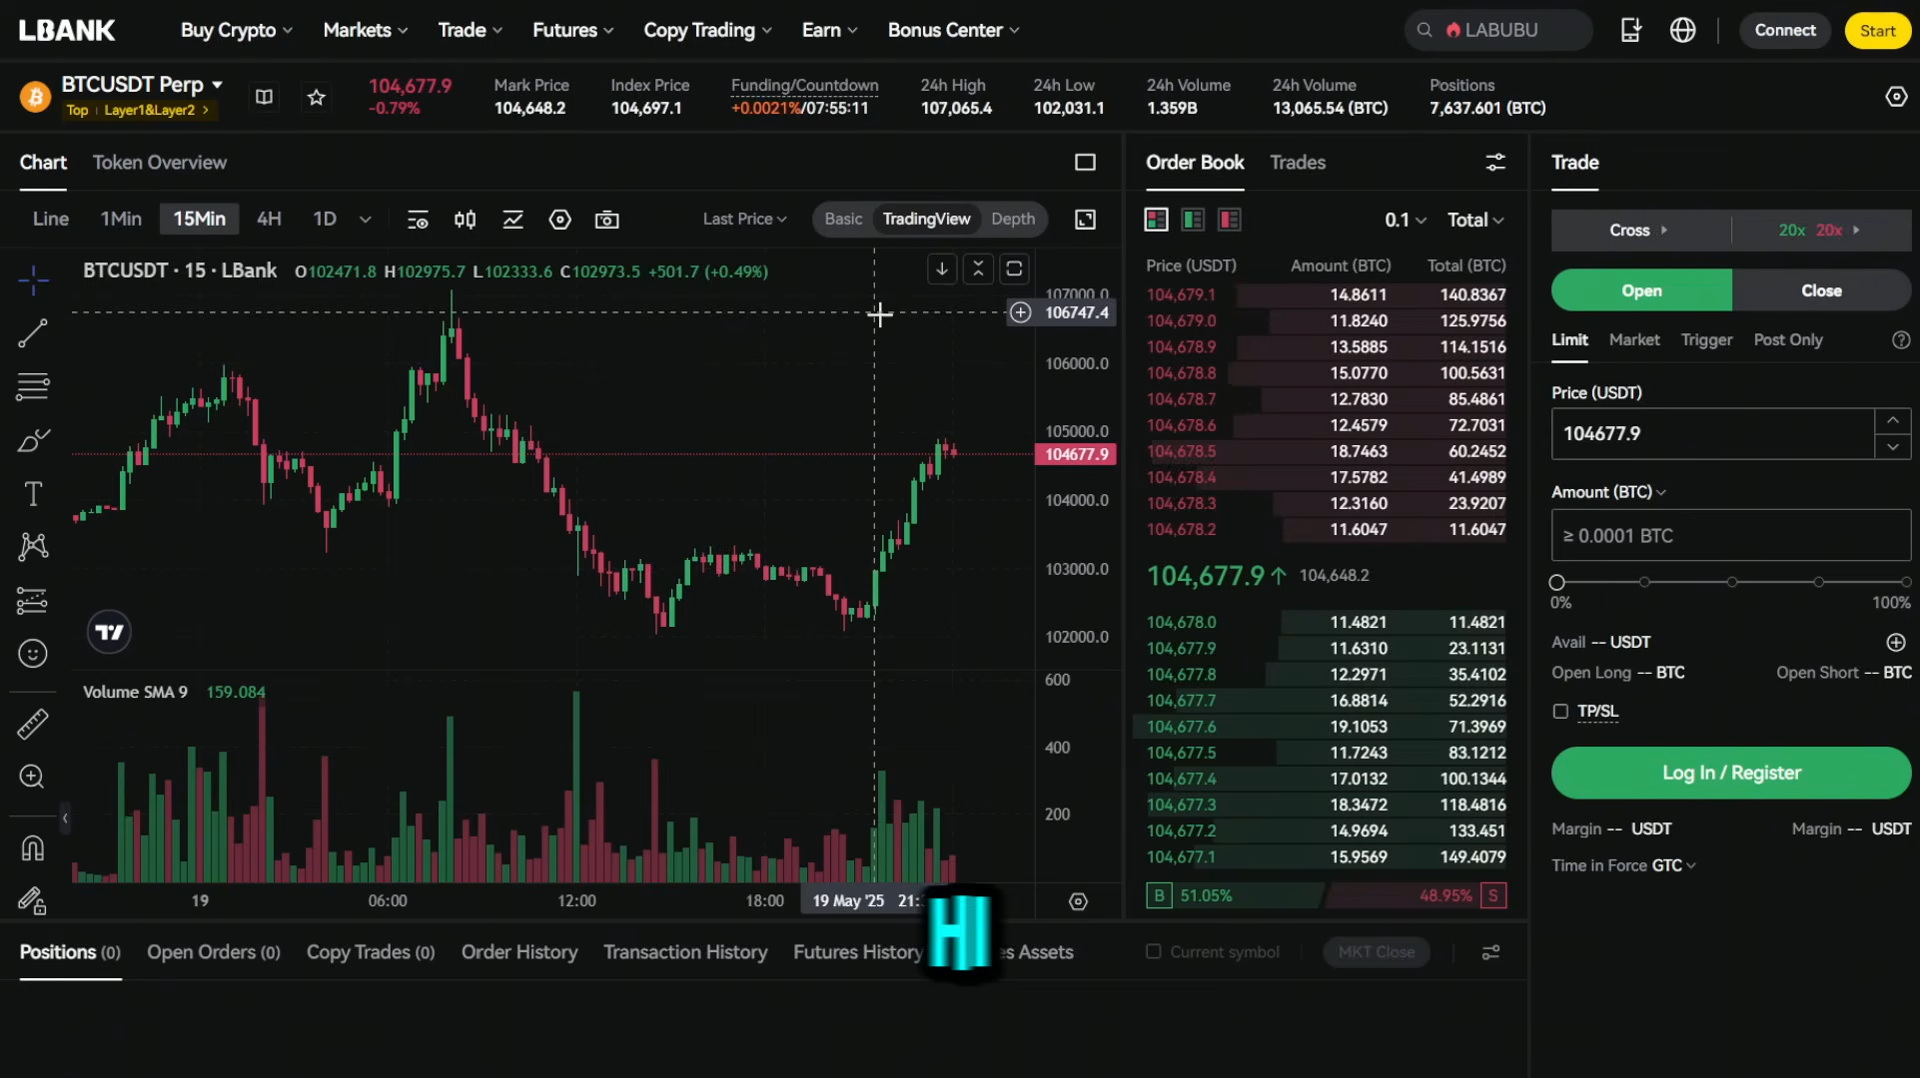 LBANK Buy Crypto Markets Trade Futures Copy Trading Earn Bonus Center LABUBU Connect Start
BTCUSDT Perp
Top Layer1&Layer2 >
104,677.9
-0.79%
Mark Price
104,648.2
Index Price
104,697.1
Funding/Countdown
+0.0021%/07:55:11
24h High
107,065.4
24h Low
102,031.1
24h Volume
1.359B
24h Volume
13,065.54 (BTC)
Positions
7,637.601 (BTC)
Chart Token Overview
Line 1Min 15Min 4H 1D Last Price Basic TradingView Depth
BTCUSDT · 15 · LBank O102471.8 H102975.7 L102333.6 C102973.5 +501.7 (+0.49%)
107000.0
106747.4
106000.0
105000.0
104677.9
104000.0
103000.0
102000.0
Volume SMA 9 159.084
600
400
200
19 06:00 12:00 18:00 19 May '25 21:
Order Book Trades
0.1 Total
Price (USDT) Amount (BTC) Total (BTC)
104,679.1 14.8611 140.8367
104,679.0 11.8240 125.9756
104,678.9 13.5885 114.1516
104,678.8 15.0770 100.5631
104,678.7 12.7830 85.4861
104,678.6 12.4579 72.7031
104,678.5 18.7463 60.2452
104,678.4 17.5782 41.4989
104,678.3 12.3160 23.9207
104,678.2 11.6047 11.6047
104,677.9↑ 104,648.2
104,678.0 11.4821 11.4821
104,677.9 11.6310 23.1131
104,677.8 12.2971 35.4102
104,677.7 16.8814 52.2916
104,677.6 19.1053 71.3969
104,677.5 11.7243 83.1212
104,677.4 17.0132 100.1344
104,677.3 18.3472 118.4816
104,677.2 14.9694 133.451
104,677.1 15.9569 149.4079
B 51.05% 48.95% S
Trade
Cross 20x 20x
Open Close
Limit Market Trigger Post Only
Price (USDT)
104677.9
Amount (BTC)
≥ 0.0001 BTC
0% 100%
Avail -- USDT
Open Long -- BTC Open Short -- BTC
TP/SL
Log In / Register
Margin -- USDT Margin -- USDT
Time in Force GTC
Positions (0) Open Orders (0) Copy Trades (0) Order History Transaction History Futures History Assets Current symbol MKT Close
HI